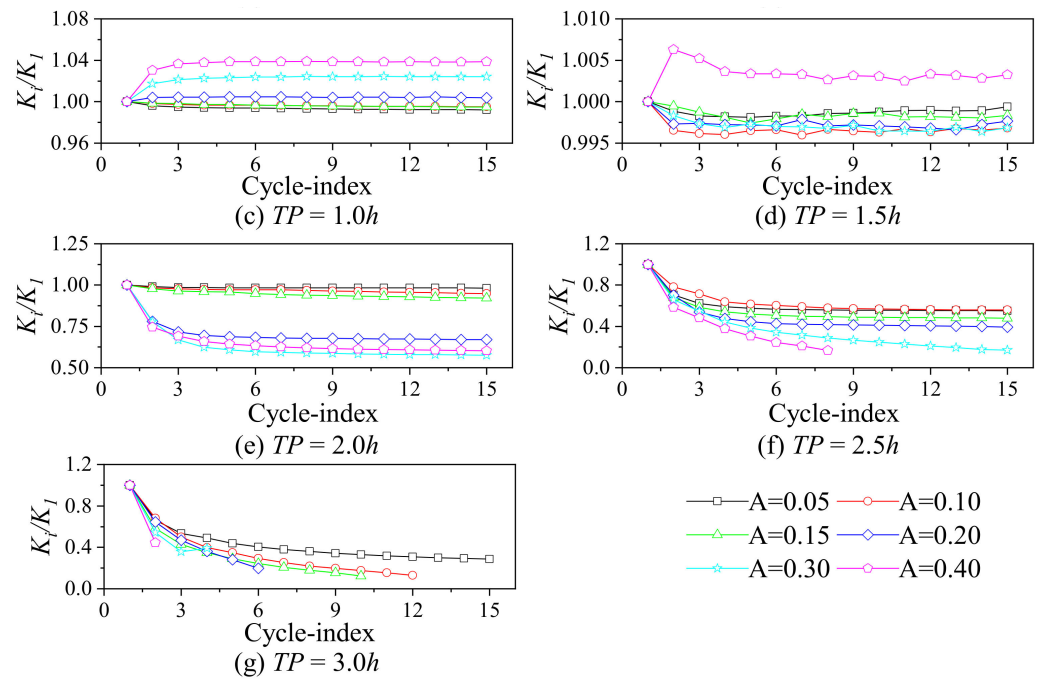 1.08
1.04
1.00
0.96
K_i/K_1
3 6 9 12 15
Cycle-index
(c) TP = 1.0h
1.010
1.005
1.000
0.995
K_i/K_1
0 3 6 9 12 15
Cycle-index
(d) TP = 1.5h
1.25
1.00
0.75
0.50
K_i/K_1
0 3 6 9 12 15
Cycle-index
(e) TP = 2.0h
1.2
0.8
0.4
0.0
K_i/K_1
0 3 6 9 12 15
Cycle-index
(f) TP = 2.5h
1.2
0.8
0.4
0.0
K_i/K_1
0 3 6 9 12 15
Cycle-index
(g) TP = 3.0h
A=0.05 A=0.10
A=0.15 A=0.20
A=0.30 A=0.40